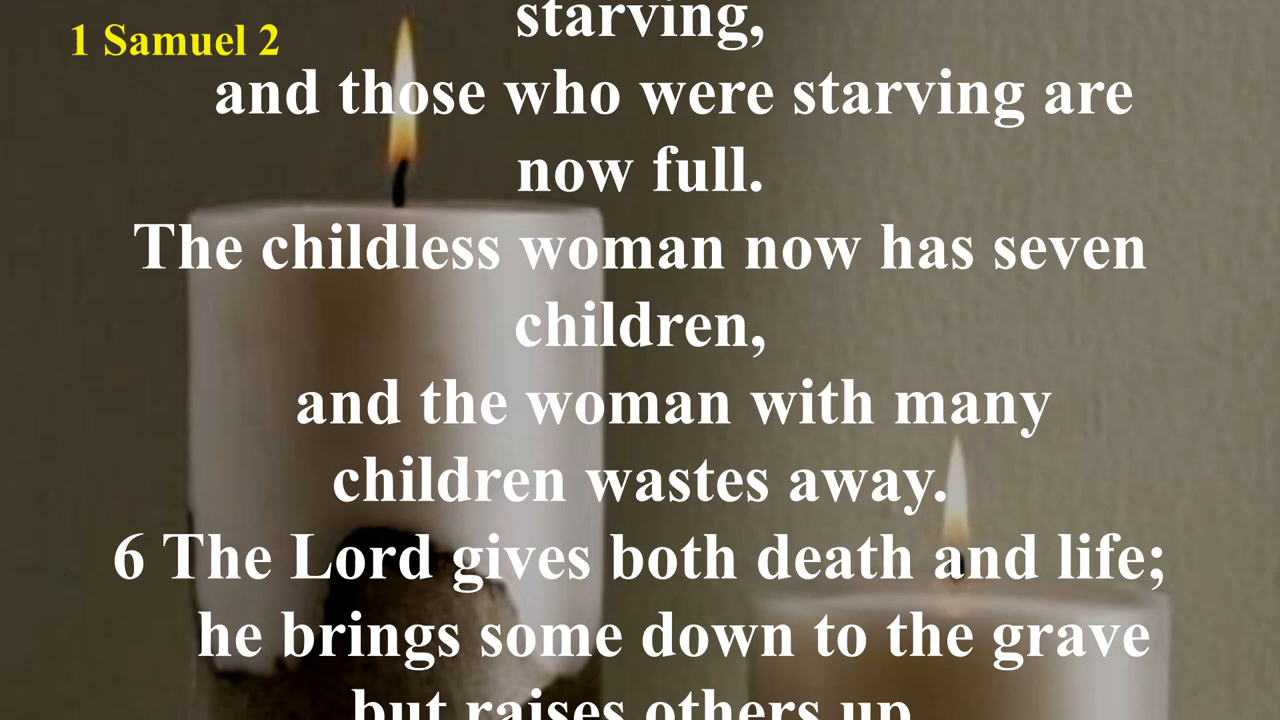 1 Samuel 2
starving,
and those who were starving are
now full.
The childless woman now has seven
children,
and the woman with many
children wastes away.
6 The Lord gives both death and life;
he brings some down to the grave
but raises others up